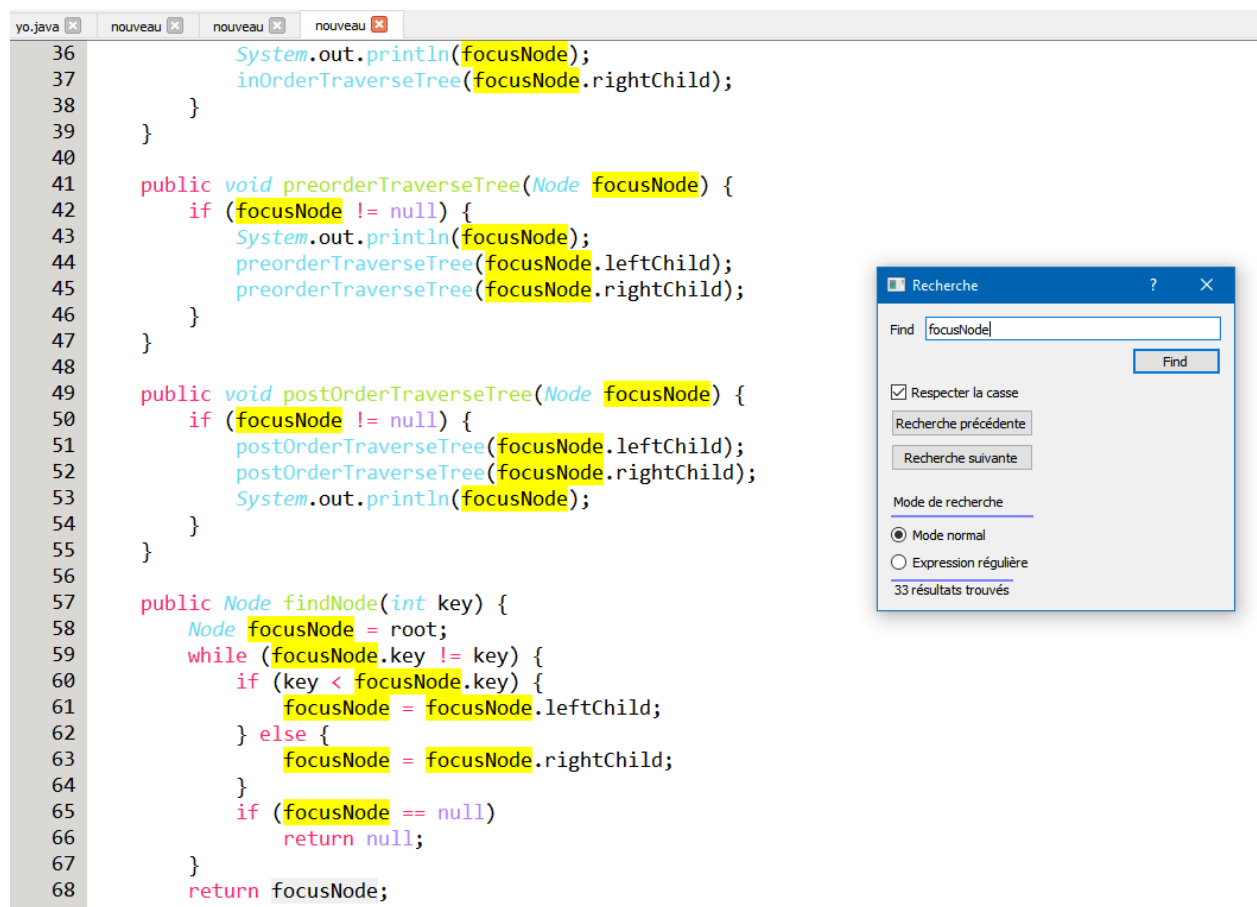 yo.java nouveau nouveau nouveau
36 System.out.println(focusNode);
37 inOrderTraverseTree(focusNode.rightChild);
38 }
39 }
40
41 public void preorderTraverseTree(Node focusNode) {
42 if (focusNode != null) {
43 System.out.println(focusNode);
44 preorderTraverseTree(focusNode.leftChild);
45 preorderTraverseTree(focusNode.rightChild);
46 }
47 }
48
49 public void postOrderTraverseTree(Node focusNode) {
50 if (focusNode != null) {
51 postOrderTraverseTree(focusNode.leftChild);
52 postOrderTraverseTree(focusNode.rightChild);
53 System.out.println(focusNode);
54 }
55 }
56
57 public Node findNode(int key) {
58 Node focusNode = root;
59 while (focusNode.key != key) {
60 if (key < focusNode.key) {
61 focusNode = focusNode.leftChild;
62 } else {
63 focusNode = focusNode.rightChild;
64 }
65 if (focusNode == null)
66 return null;
67 }
68 return focusNode;
Recherche ?
Find focusNode
Find
Respecter la casse
Recherche précédente
Recherche suivante
Mode de recherche
Mode normal
Expression régulière
33 résultats trouvés